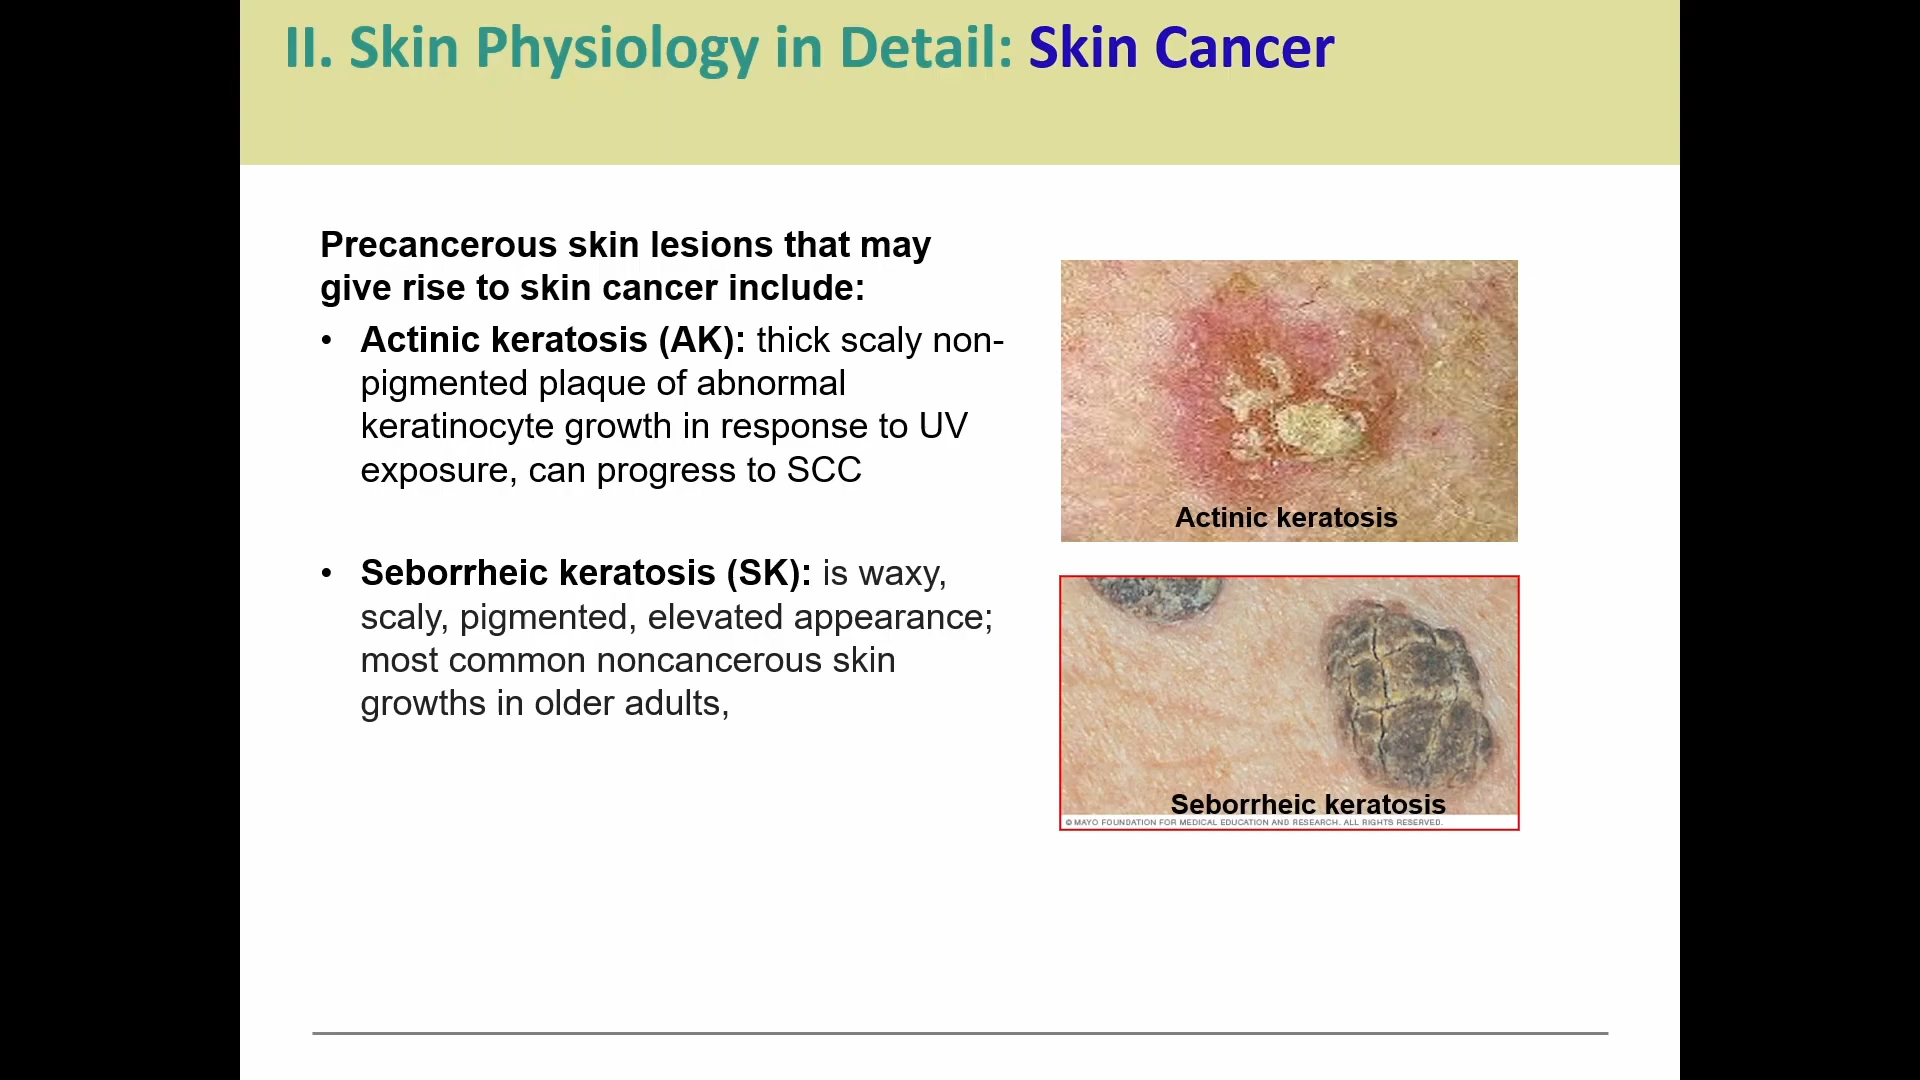 II. Skin Physiology in Detail: Skin Cancer
Precancerous skin lesions that may
give rise to skin cancer include:
• Actinic keratosis (AK): thick scaly non-
pigmented plaque of abnormal
keratinocyte growth in response to UV
exposure, can progress to SCC
• Seborrheic keratosis (SK): is waxy,
scaly, pigmented, elevated appearance;
most common noncancerous skin
growths in older adults,
Actinic keratosis
Seborrheic keratosis
© MAYO FOUNDATION FOR MEDICAL EDUCATION AND RESEARCH. ALL RIGHTS RESERVED.